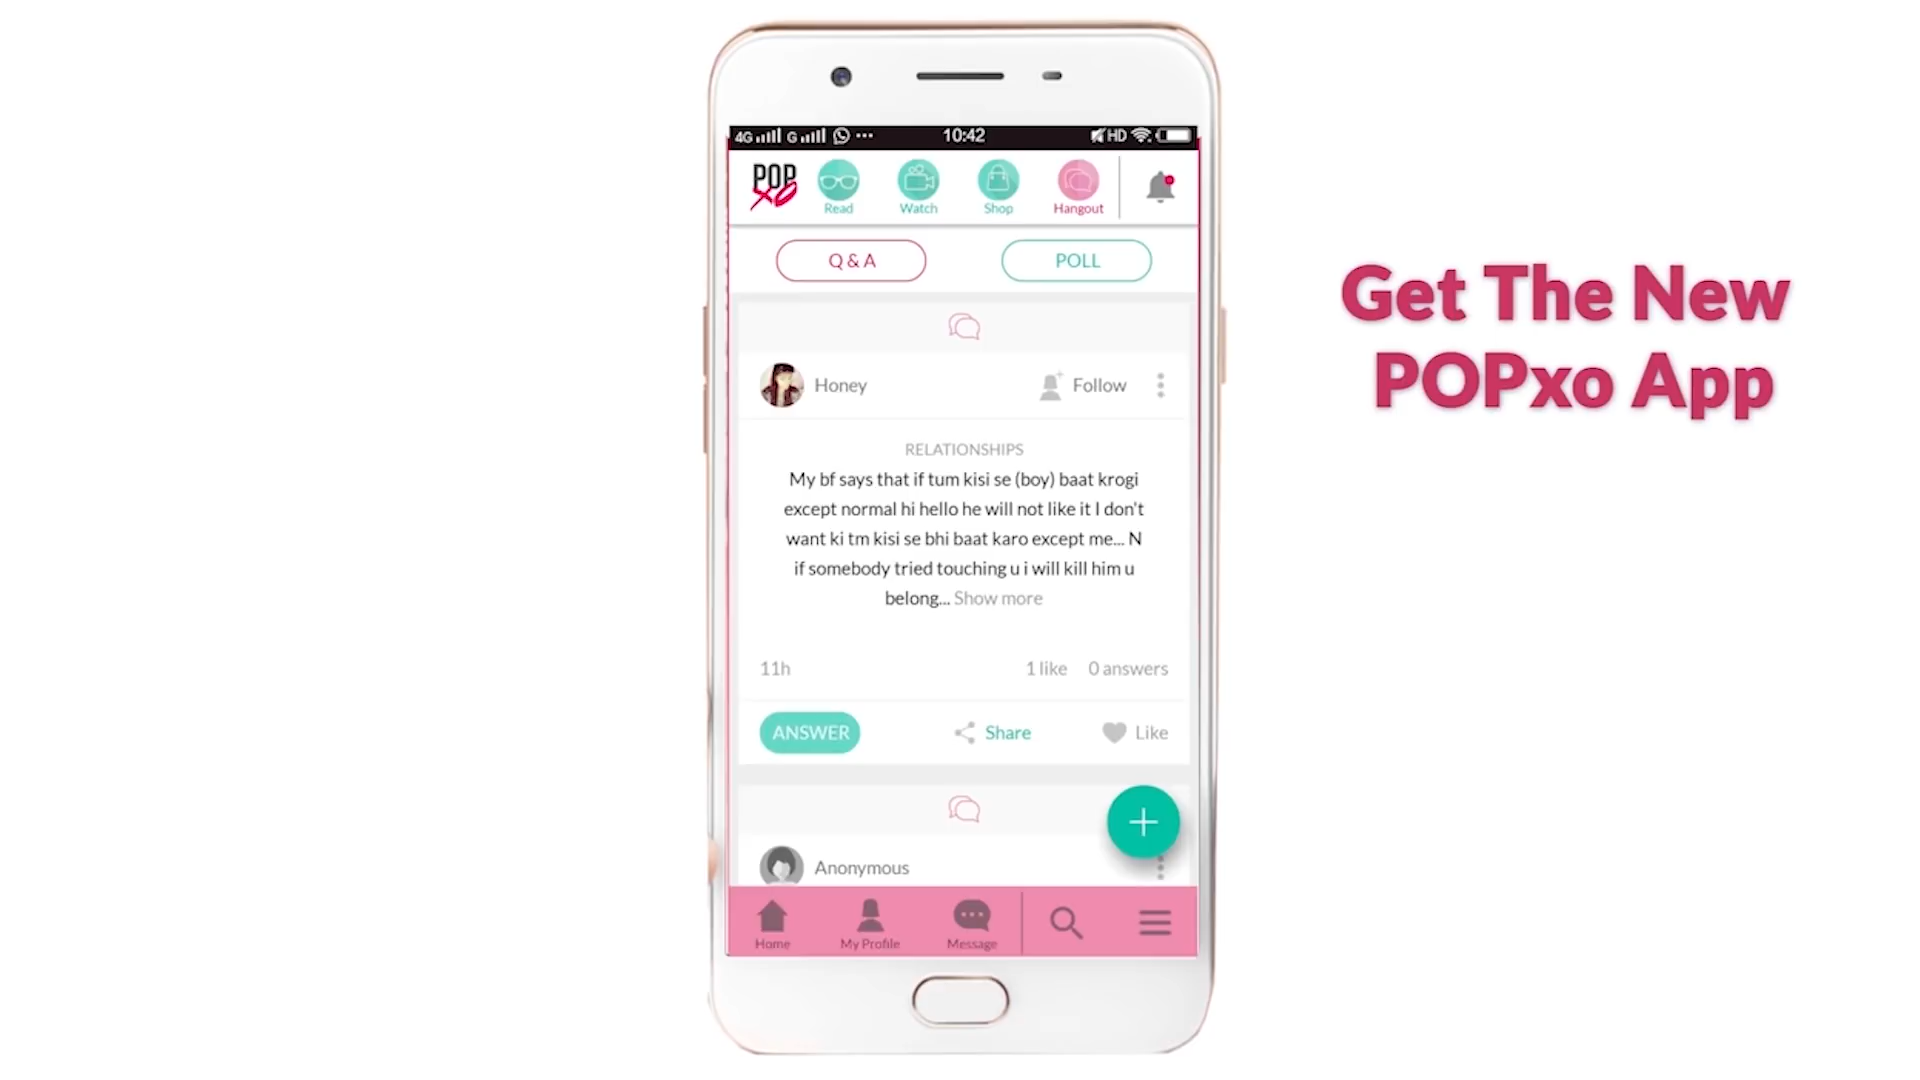 4G G 10:42 HD
POP
xo
Read Watch Shop Hangout
Q & A POLL
Honey Follow
RELATIONSHIPS
My bf says that if tum kisi se (boy) baat krogi
except normal hi hello he will not like it I don't
want ki tm kisi se bhi baat karo except me... N
if somebody tried touching u i will kill him u
belong... Show more
11h 1 like 0 answers
ANSWER Share Like
Anonymous
Home My Profile Message
Get The New
POPxo App